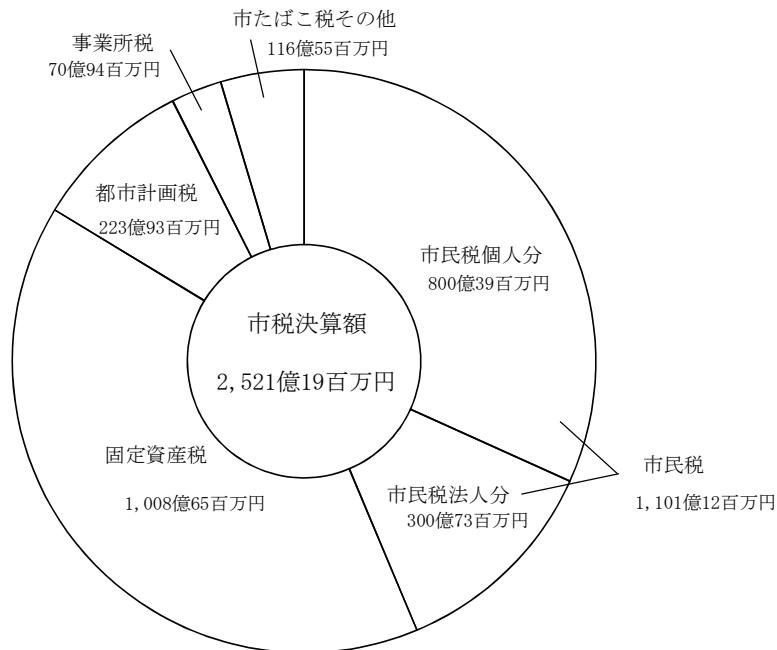 市たばこ税その他
116億55百万円
事業所税
70億94百万円
都市計画税
223億93百万円
市民税個人分
800億39百万円
市税決算額
2,521億19百万円
固定資産税
1,008億65百万円
市民税法人分
300億73百万円
市民税
1,101億12百万円